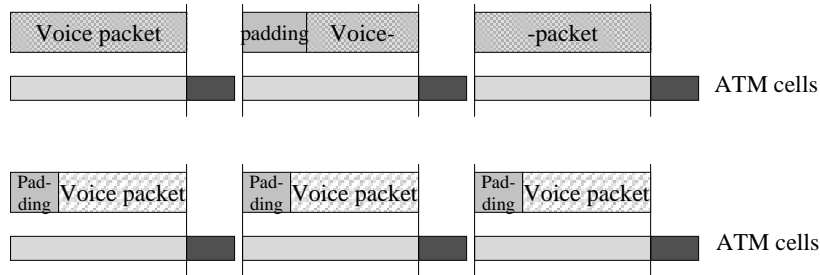 Voice packet
padding
Voice-
-packet
ATM cells
Pad-
ding
Voice packet
Pad-
ding
Voice packet
Pad-
ding
Voice packet
ATM cells